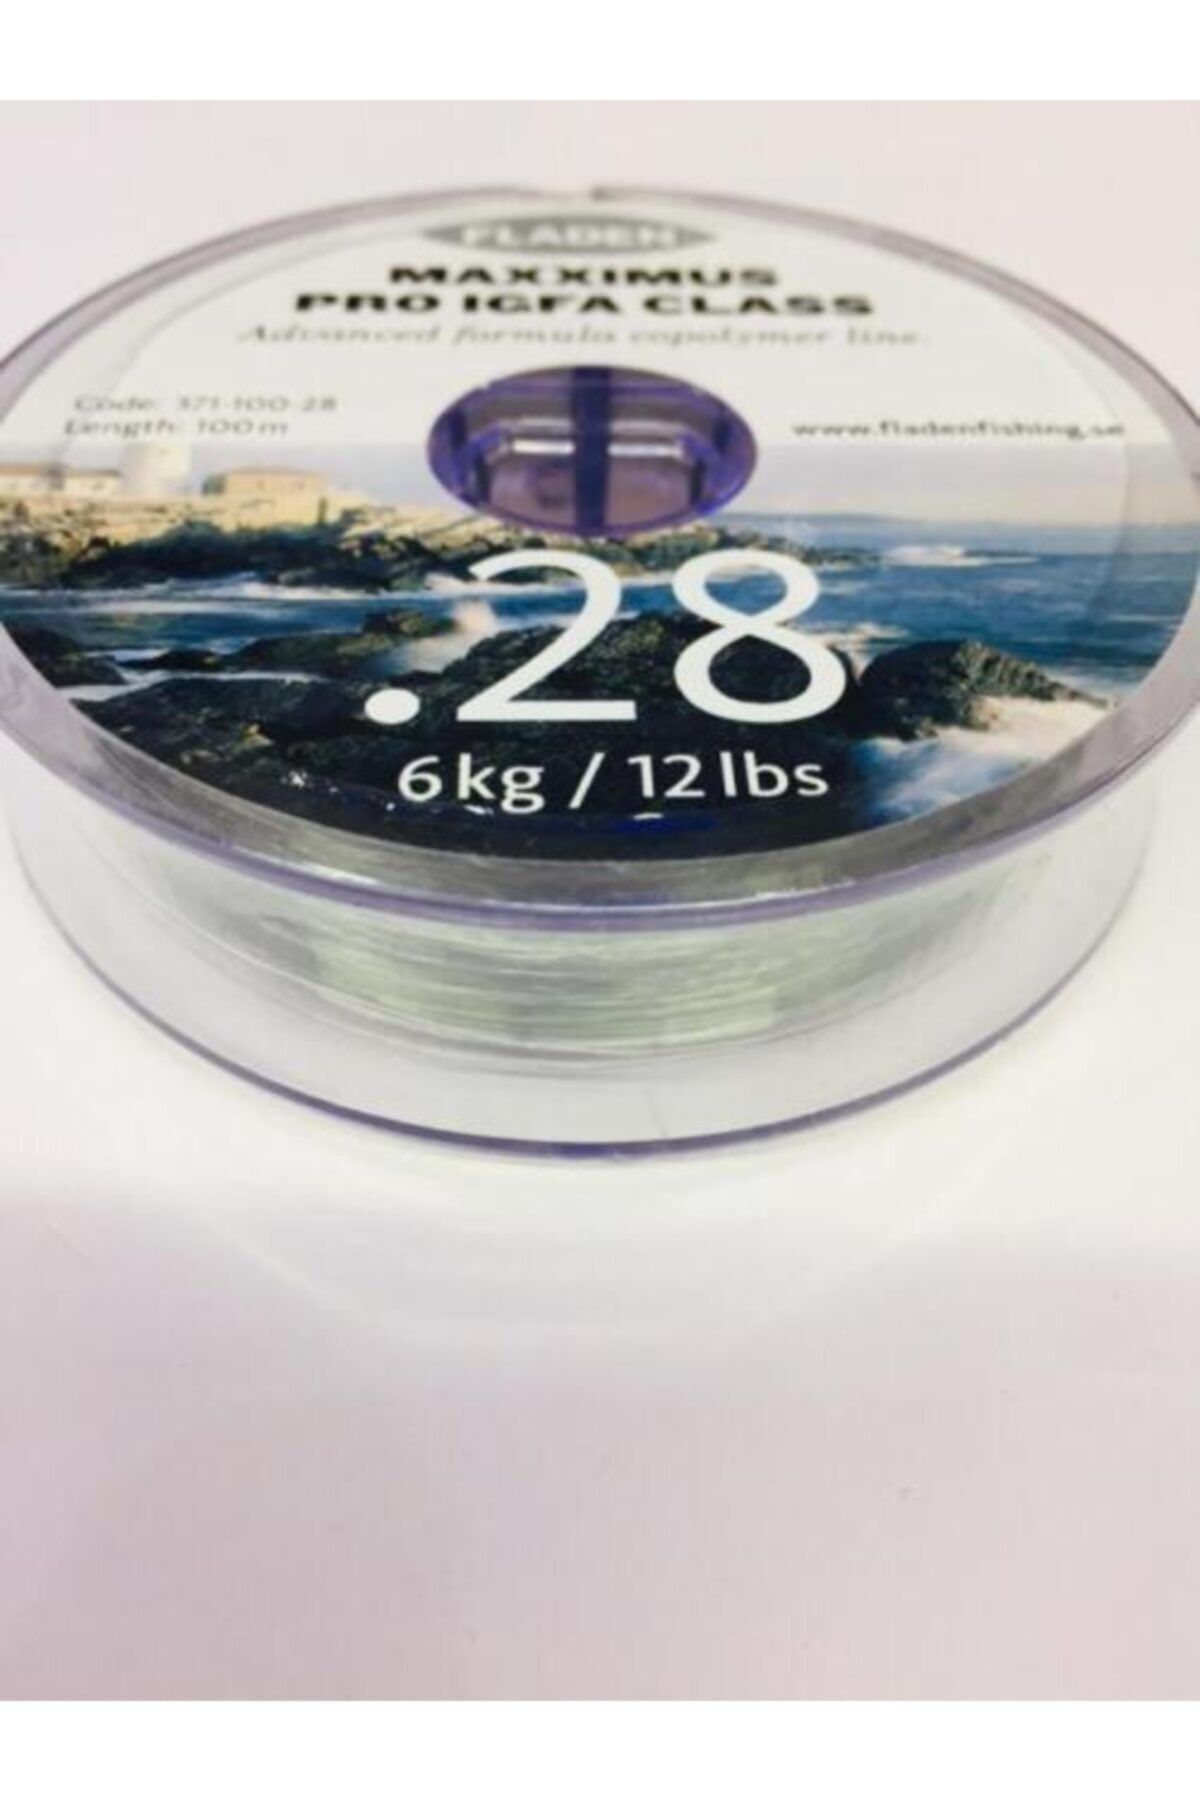 FLADEN
MAXXIMUS
PRO IGFA CLASS
Advanced formula copolymer line.
Code: 371-100-28
Length: 100m
www.fladenfishing.se
.28
6kg / 12lbs